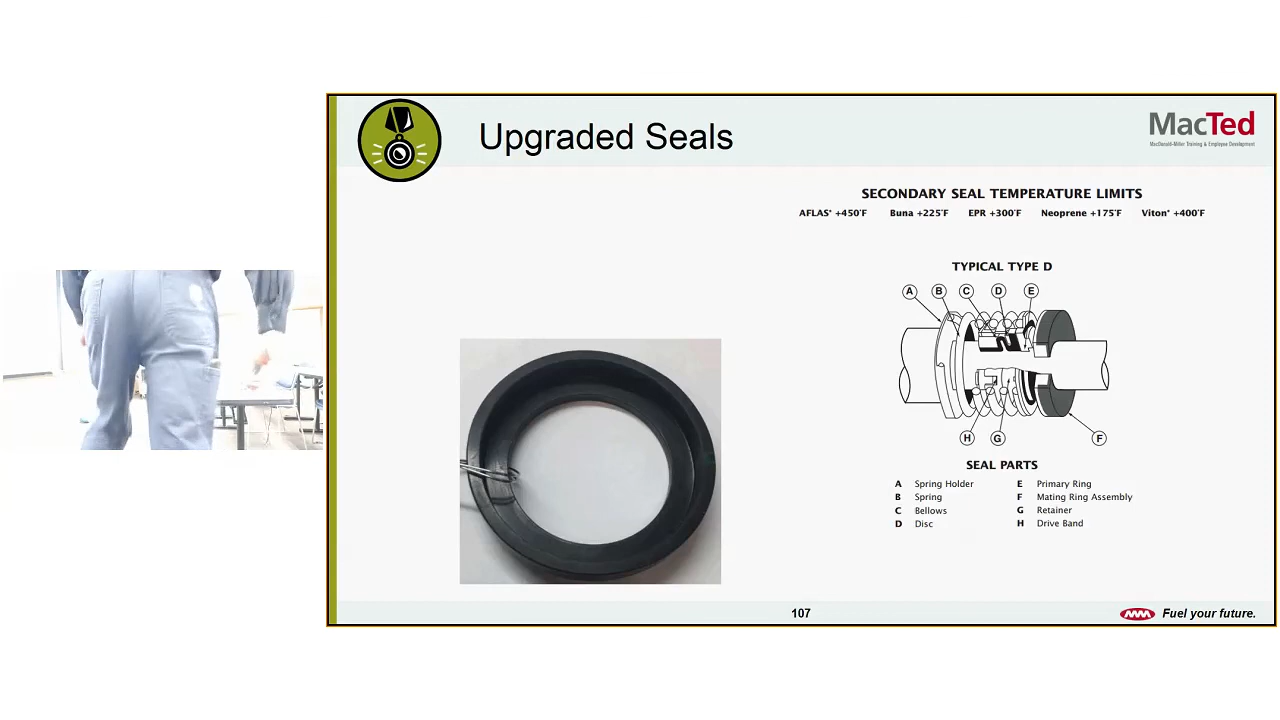 Upgraded Seals
MacTed
MacDonald-Miller Training & Employee Development
SECONDARY SEAL TEMPERATURE LIMITS
AFLAS* +450°F Buna +225°F EPR +300°F Neoprene +175°F Viton* +400°F
TYPICAL TYPE D
A B C D E
H G F
SEAL PARTS
A Spring Holder E Primary Ring
B Spring F Mating Ring Assembly
C Bellows G Retainer
D Disc H Drive Band
107
Fuel your future.